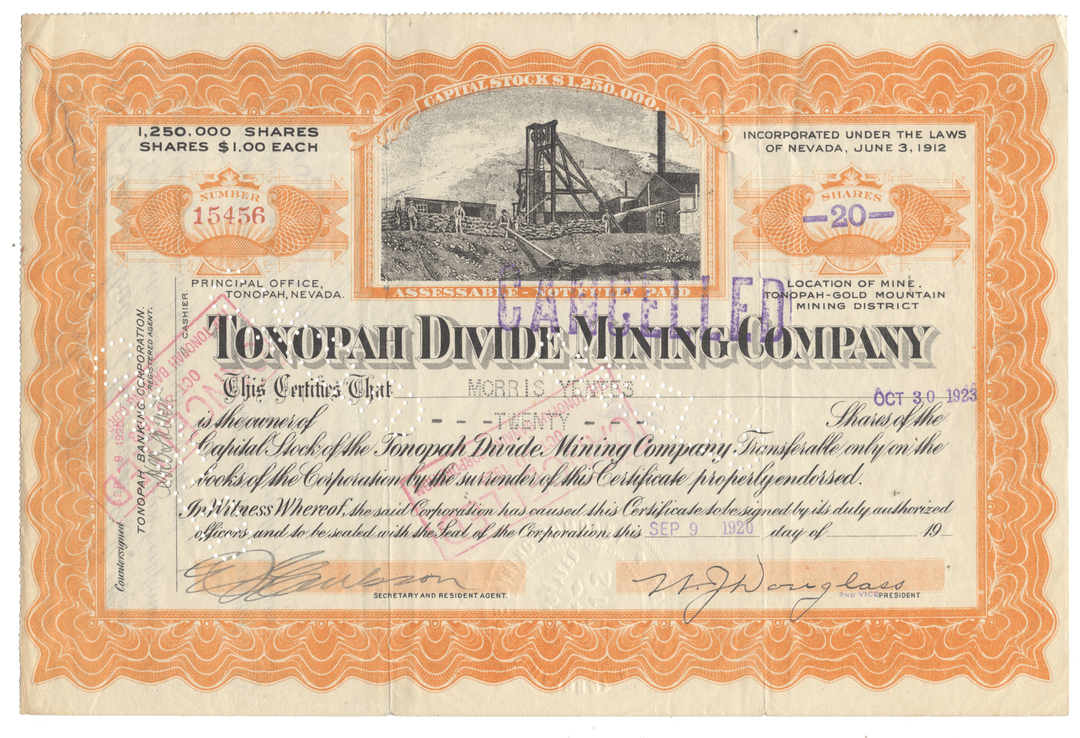 CAPITAL STOCK $1,250,000.
1,250,000 SHARES
SHARES $1.00 EACH
INCORPORATED UNDER THE LAWS
OF NEVADA, JUNE 3, 1912
NUMBER
15456
SHARES
—20—
PRINCIPAL OFFICE,
TONOPAH, NEVADA.
LOCATION OF MINE,
TONOPAH-GOLD MOUNTAIN
MINING DISTRICT
ASSESSABLE - NOT FULLY PAID
CANCELLED
TONOPAH DIVIDE MINING COMPANY
This Certifies That MORRIS YENTES
OCT 30 1923
is the owner of - - - TWENTY - - - Shares of the
Capital Stock of the Tonopah Divide Mining Company Transferable only on the
books of the Corporation by the surrender of this Certificate properly endorsed.
In Witness Whereof, the said Corporation has caused this Certificate to be signed by its duly authorized
officers and to be sealed with the Seal of the Corporation, this SEP 9 1920 day of 19
SECRETARY AND RESIDENT AGENT.
W. J. Douglass
2ND VICE PRESIDENT
Countersigned
TONOPAH BANKING CORPORATION.
REGISTERED AGENT.
CASHIER
SEP 9 1920